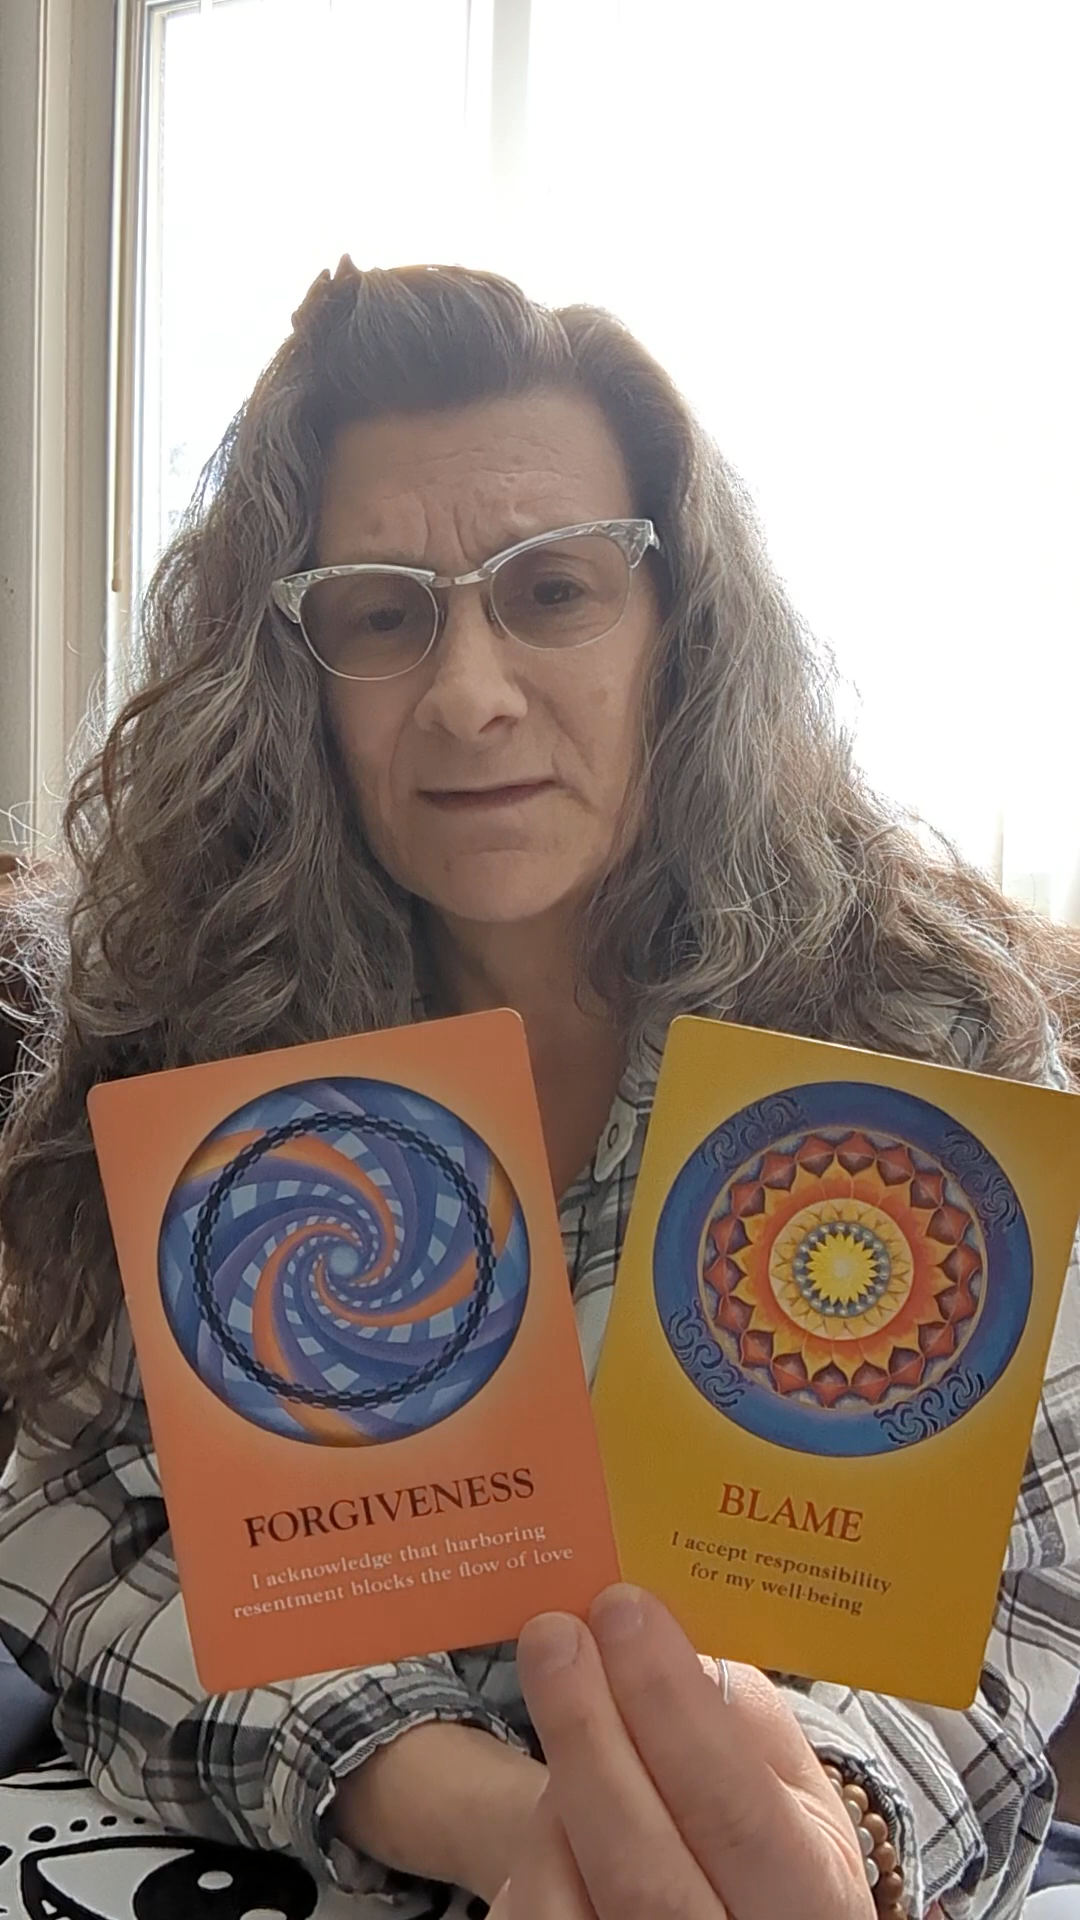 FORGIVENESS
I acknowledge that harboring
resentment blocks the flow of love
BLAME
I accept responsibility
for my well-being